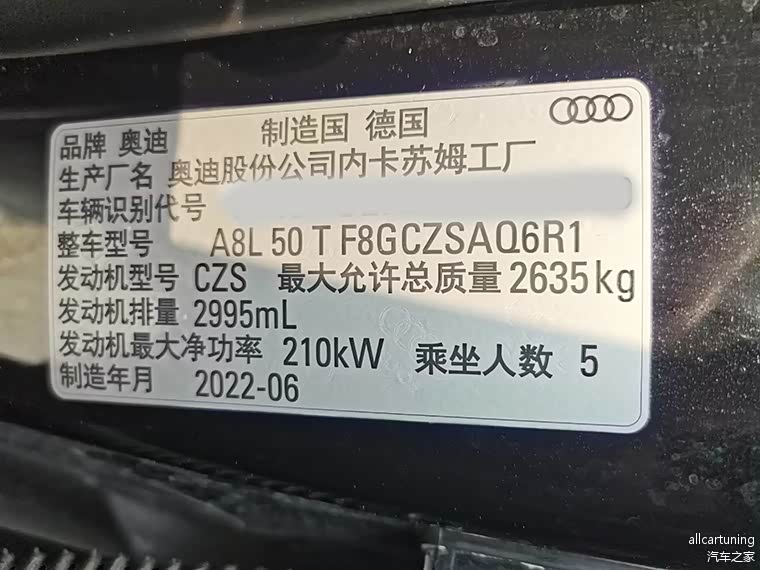 品牌 奥迪 制造国 德国
生产厂名 奥迪股份公司内卡苏姆工厂
车辆识别代号
整车型号 A8L 50 T F8GCZSAQ6R1
发动机型号 CZS 最大允许总质量 2635kg
发动机排量 2995mL
发动机最大净功率 210kW 乘坐人数 5
制造年月 2022-06
allcartuning
汽车之家